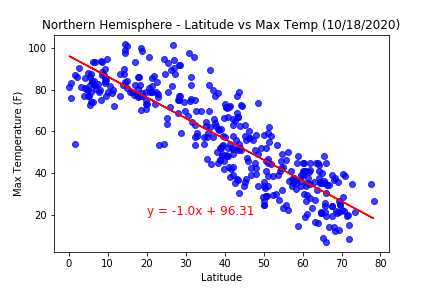 Northern Hemisphere - Latitude vs Max Temp (10/18/2020)
Max Temperature (F)
100
80
60
40
20
y = -1.0x + 96.31
0 10 20 30 40 50 60 70 80
Latitude